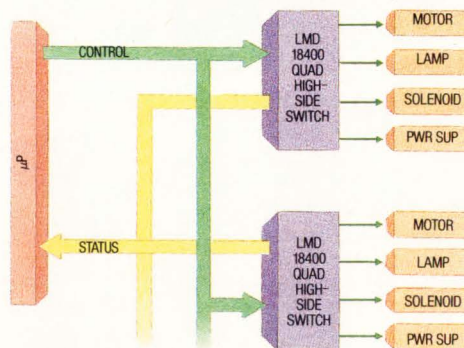 CONTROL
LMD
18400
QUAD
HIGH-
SIDE
SWITCH
MOTOR
LAMP
SOLENOID
PWR SUP
µP
STATUS
LMD
18400
QUAD
HIGH-
SIDE
SWITCH
MOTOR
LAMP
SOLENOID
PWR SUP